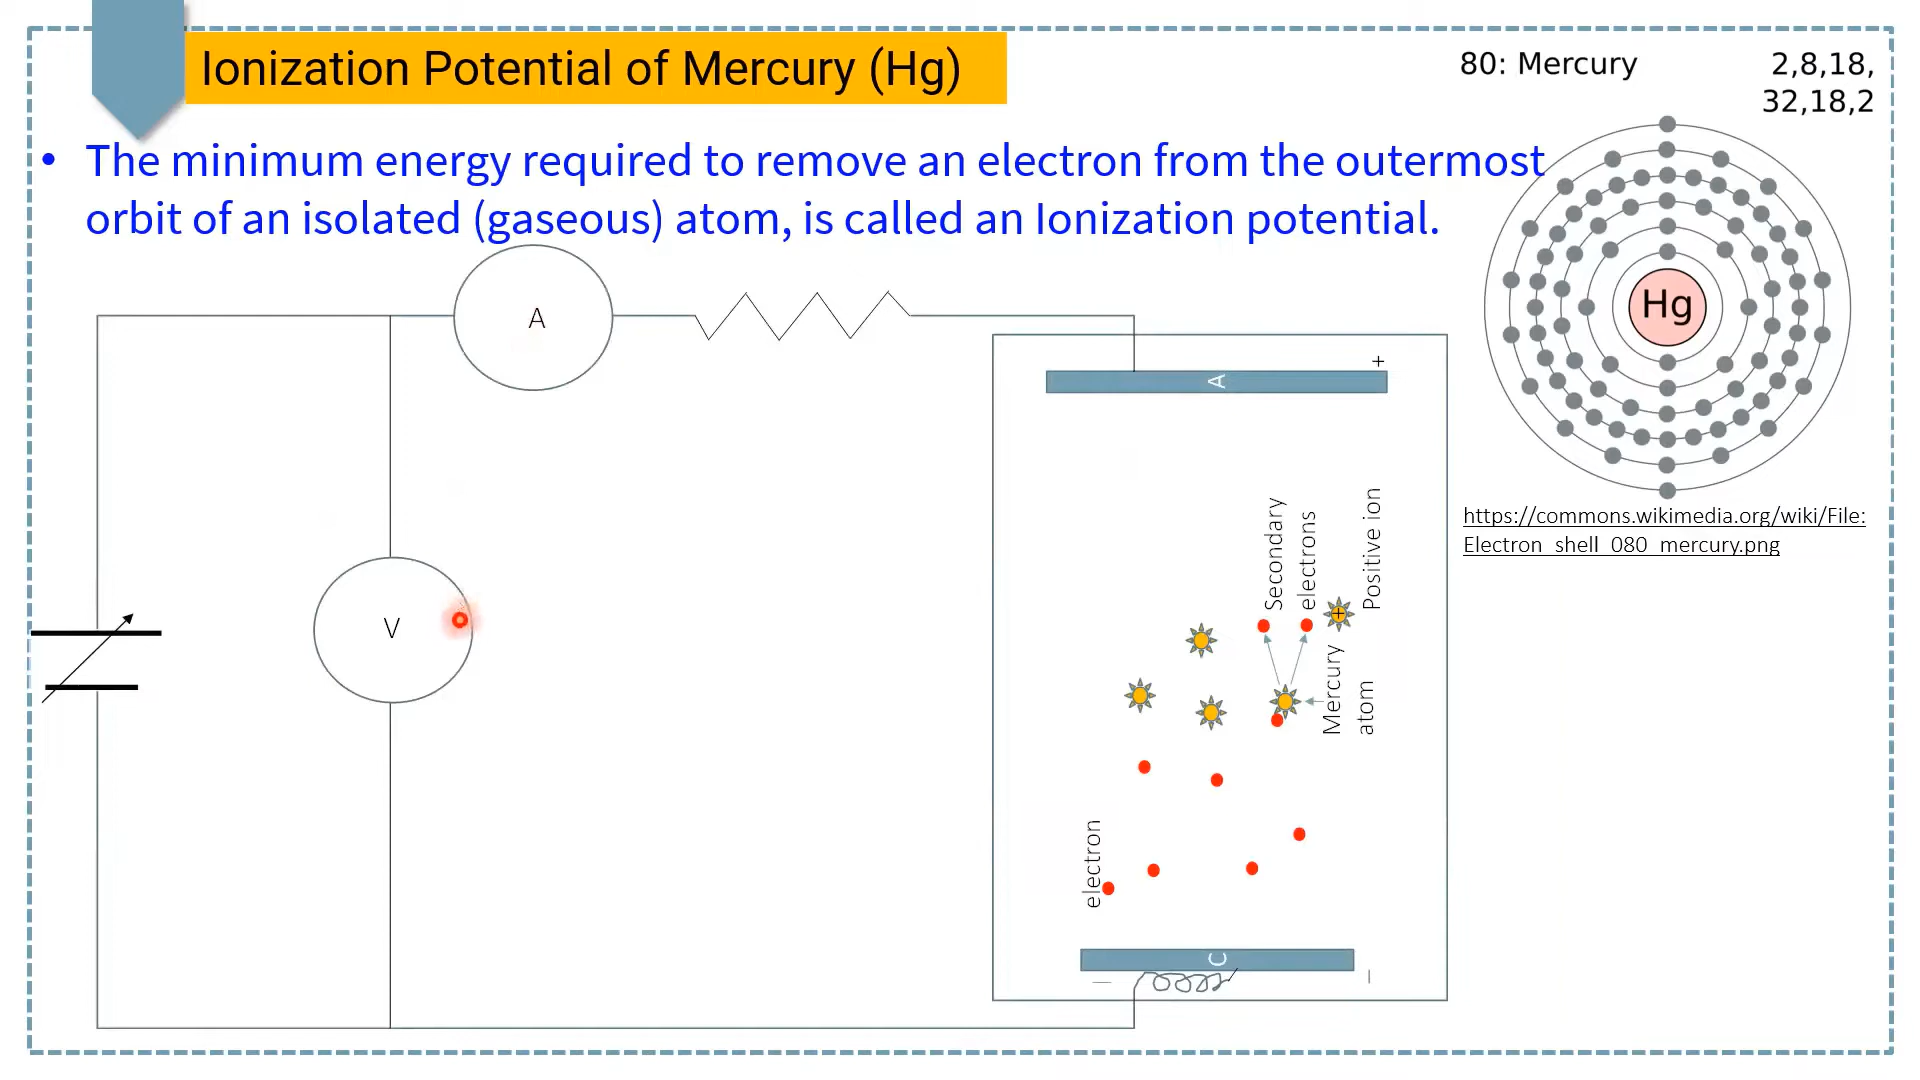 Ionization Potential of Mercury (Hg)
80: Mercury 2,8,18,
32,18,2
• The minimum energy required to remove an electron from the outermost
orbit of an isolated (gaseous) atom, is called an Ionization potential.
Hg
A
V
A
+
Secondary
electrons
Positive ion
+
Mercury
atom
electron
C
https://commons.wikimedia.org/wiki/File:
Electron_shell_080_mercury.png